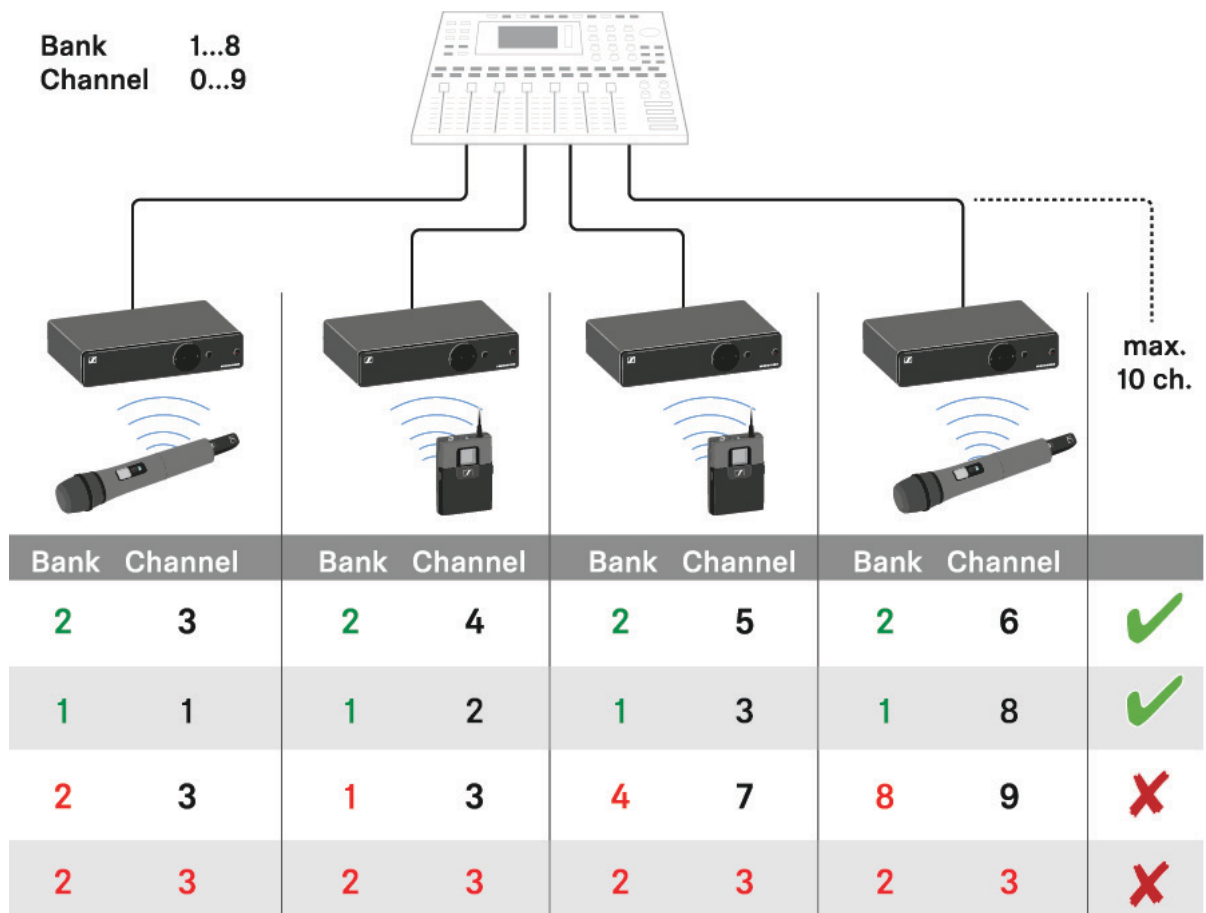 Bank 1...8
Channel 0...9
max.
10 ch.
Bank Channel Bank Channel Bank Channel Bank Channel
2 3 2 4 2 5 2 6
1 1 1 2 1 3 1 8
2 3 1 3 4 7 8 9
2 3 2 3 2 3 2 3